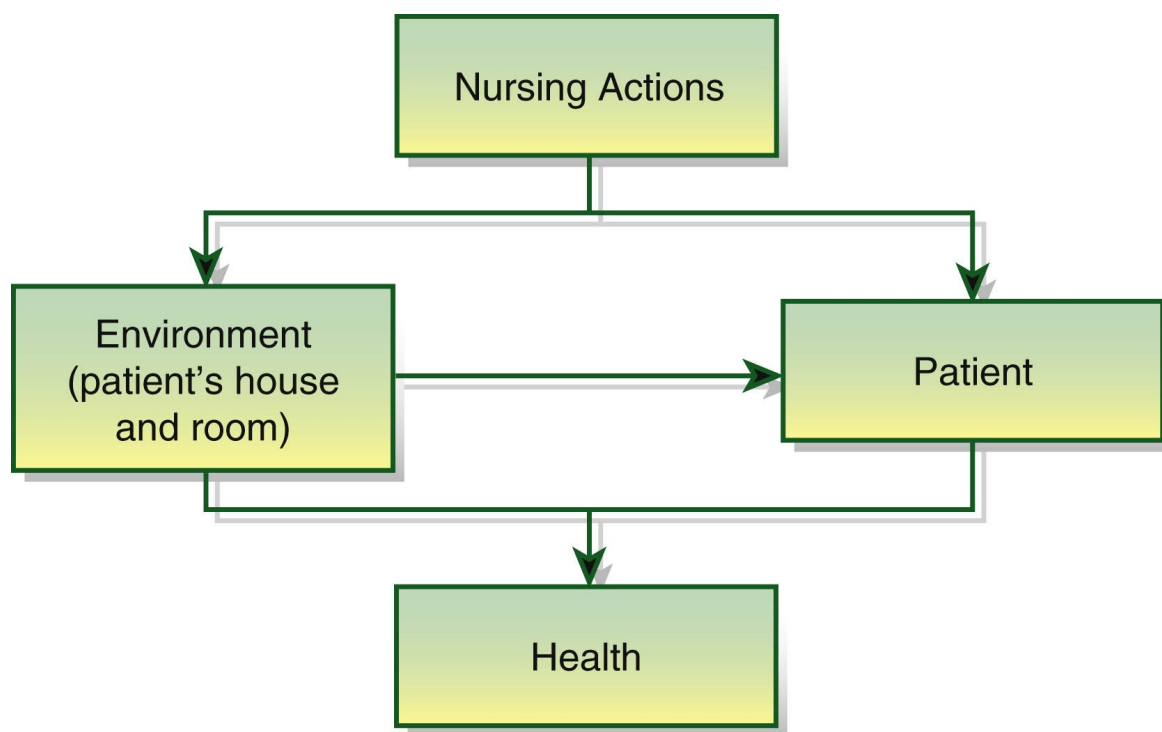 Nursing Actions
Environment
(patient's house
and room)
Patient
Health